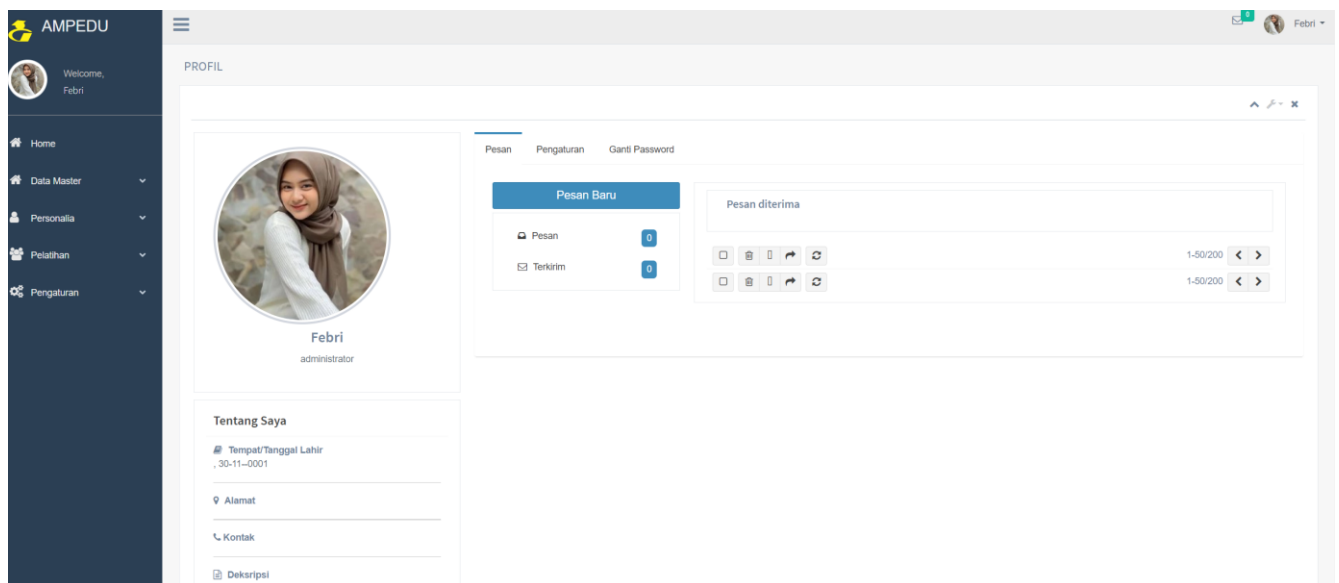 AMPEDU
0
Febri
Welcome,
Febri
PROFIL
Home
Data Master
Personalia
Pelatihan
Pengaturan
Febri
administrator
Tentang Saya
Tempat/Tanggal Lahir
, 30-11--0001
Alamat
Kontak
Deksripsi
Pesan Pengaturan Ganti Password
Pesan Baru
Pesan 0
Terkirim 0
Pesan diterima
1-50/200
1-50/200